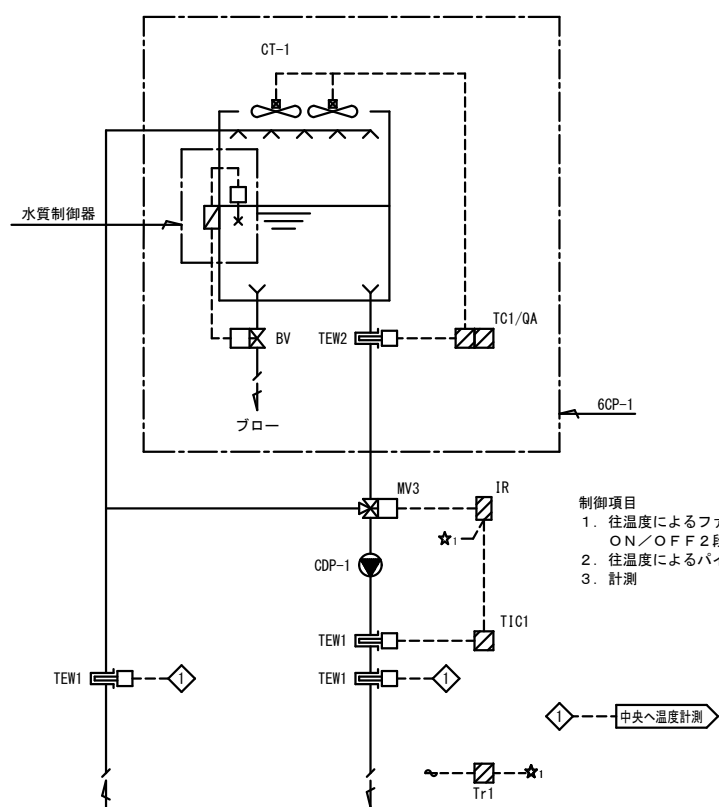 CT-1
水質制御器
TC1/QA
BV
TEW2
6CP-1
ブロー
MV3
IR
☆1
制御項目
1. 往温度によるファ
ON/OFF2段
2. 往温度によるパイ
3. 計測
CDP-1
TEW1
TIC1
TEW1
1
TEW1
1
1
中央へ温度計測
Tr1
☆1